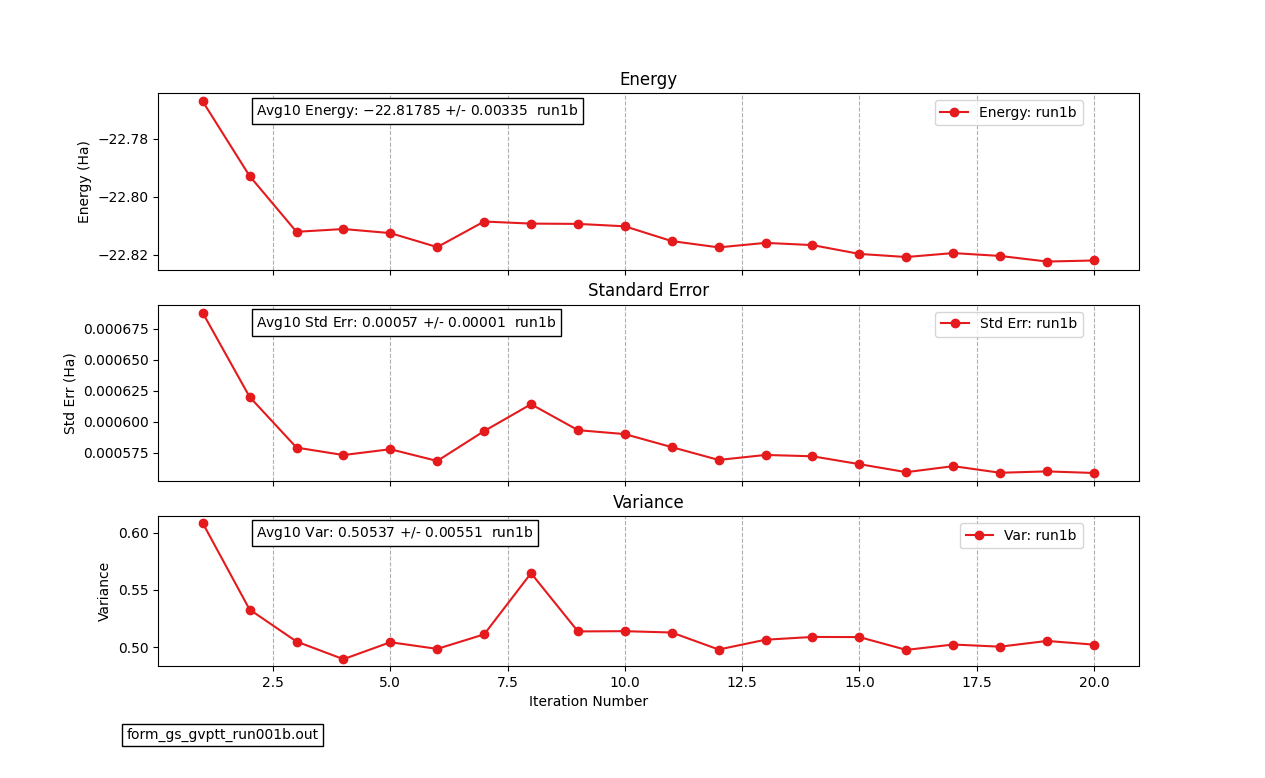 Energy
Avg10 Energy: −22.81785 +/- 0.00335 run1b
Energy: run1b
Energy (Ha)
−22.78
−22.80
−22.82
Standard Error
Avg10 Std Err: 0.00057 +/- 0.00001 run1b
Std Err: run1b
Std Err (Ha)
0.000675
0.000650
0.000625
0.000600
0.000575
Variance
Avg10 Var: 0.50537 +/- 0.00551 run1b
Var: run1b
Variance
0.60
0.55
0.50
2.5 5.0 7.5 10.0 12.5 15.0 17.5 20.0
Iteration Number
form_gs_gvptt_run001b.out